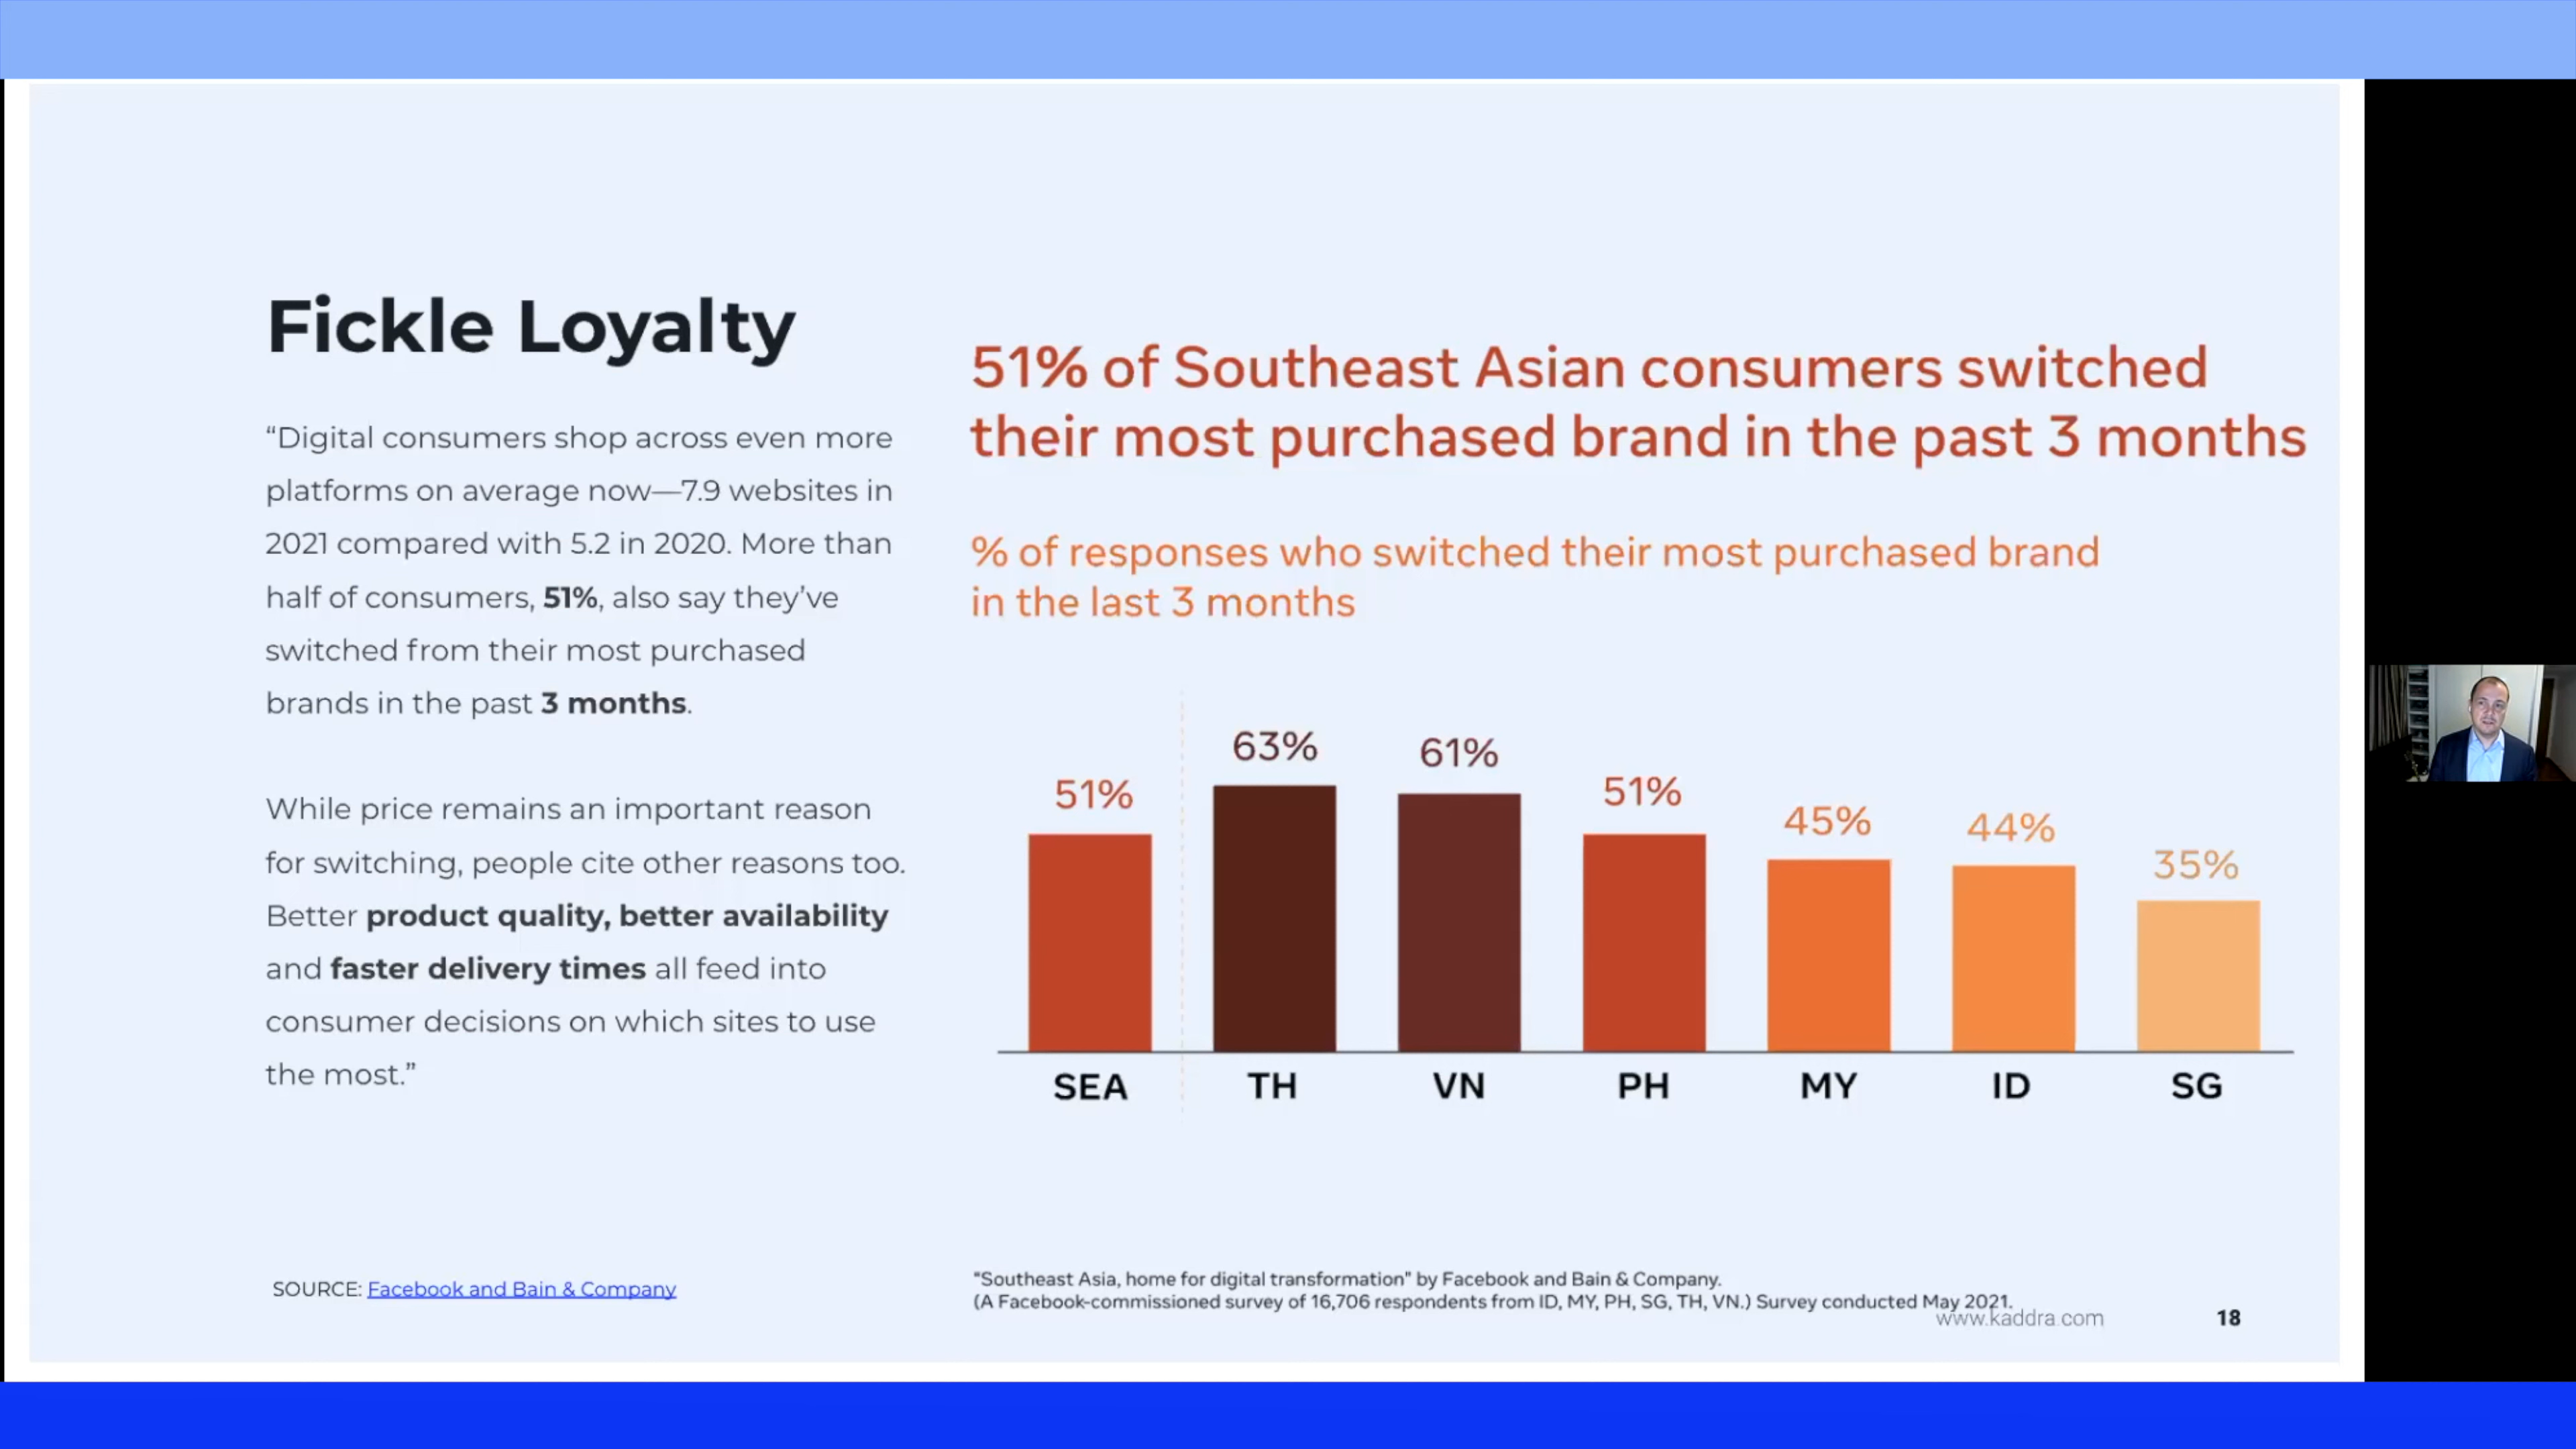 Fickle Loyalty
“Digital consumers shop across even more
platforms on average now—7.9 websites in
2021 compared with 5.2 in 2020. More than
half of consumers, 51%, also say they’ve
switched from their most purchased
brands in the past 3 months.
While price remains an important reason
for switching, people cite other reasons too.
Better product quality, better availability
and faster delivery times all feed into
consumer decisions on which sites to use
the most.”
SOURCE: Facebook and Bain & Company
51% of Southeast Asian consumers switched
their most purchased brand in the past 3 months
% of responses who switched their most purchased brand
in the last 3 months
51% 63% 61% 51% 45% 44% 35%
SEA TH VN PH MY ID SG
"Southeast Asia, home for digital transformation" by Facebook and Bain & Company.
(A Facebook-commissioned survey of 16,706 respondents from ID, MY, PH, SG, TH, VN.) Survey conducted May 2021.
www.kaddra.com
18